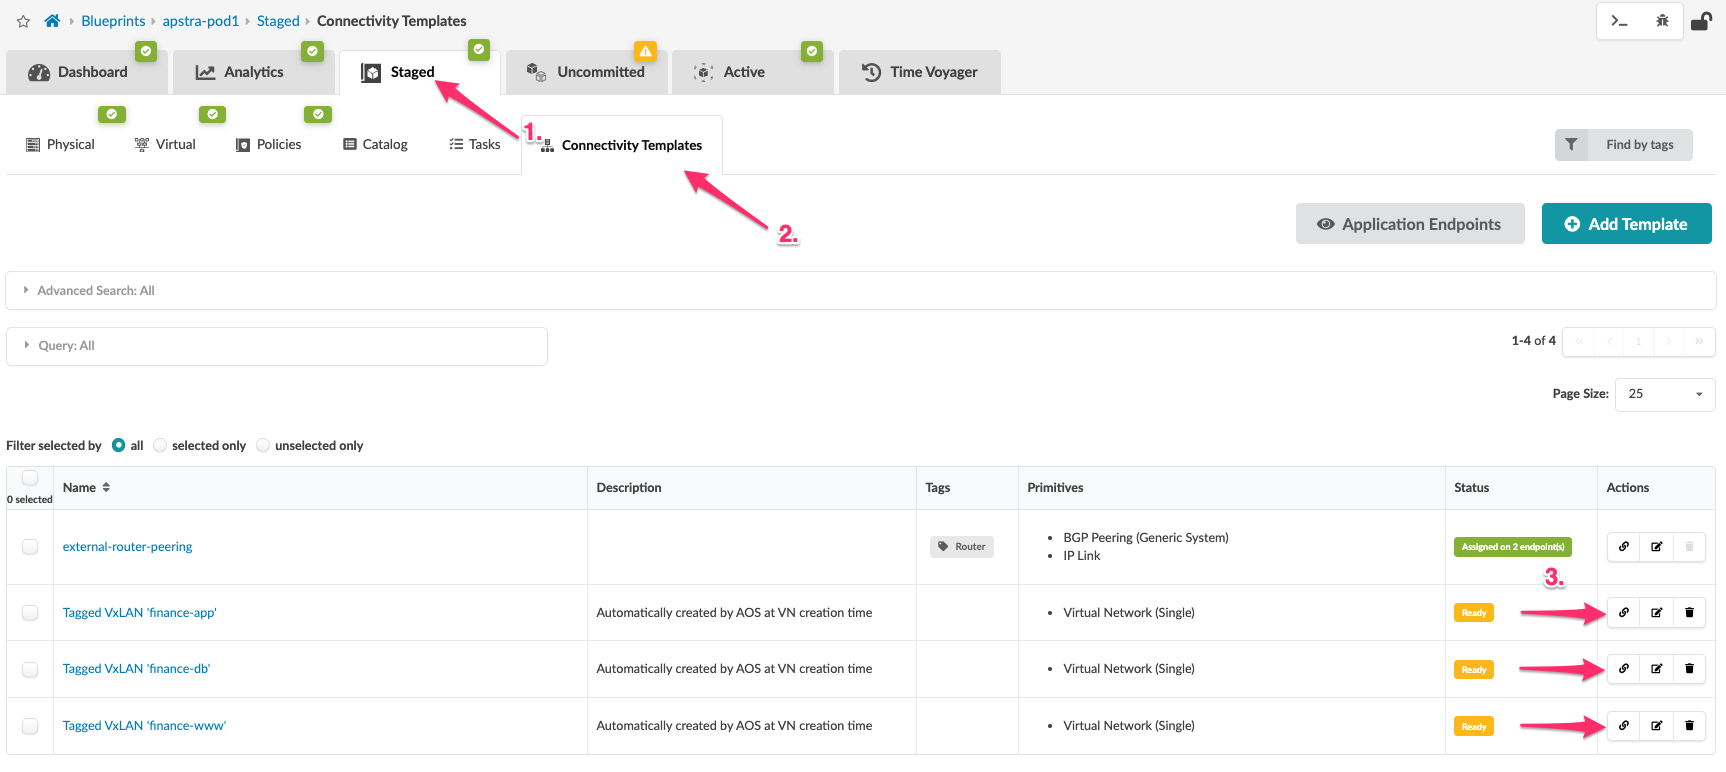 Blueprints apstra-pod1 Staged Connectivity Templates
Dashboard Analytics Staged Uncommitted Active Time Voyager
1.
Physical Virtual Policies Catalog Tasks Connectivity Templates Find by tags
2.
Application Endpoints Add Template
Advanced Search: All
Query: All 1-4 of 4 « ‹ 1 › »
Page Size: 25
Filter selected by all selected only unselected only
0 selected Name Description Tags Primitives Status Actions
external-router-peering Router • BGP Peering (Generic System) Assigned on 2 endpoint(s)
• IP Link
3.
Tagged VxLAN 'finance-app' Automatically created by AOS at VN creation time • Virtual Network (Single) Ready
Tagged VxLAN 'finance-db' Automatically created by AOS at VN creation time • Virtual Network (Single) Ready
Tagged VxLAN 'finance-www' Automatically created by AOS at VN creation time • Virtual Network (Single) Ready